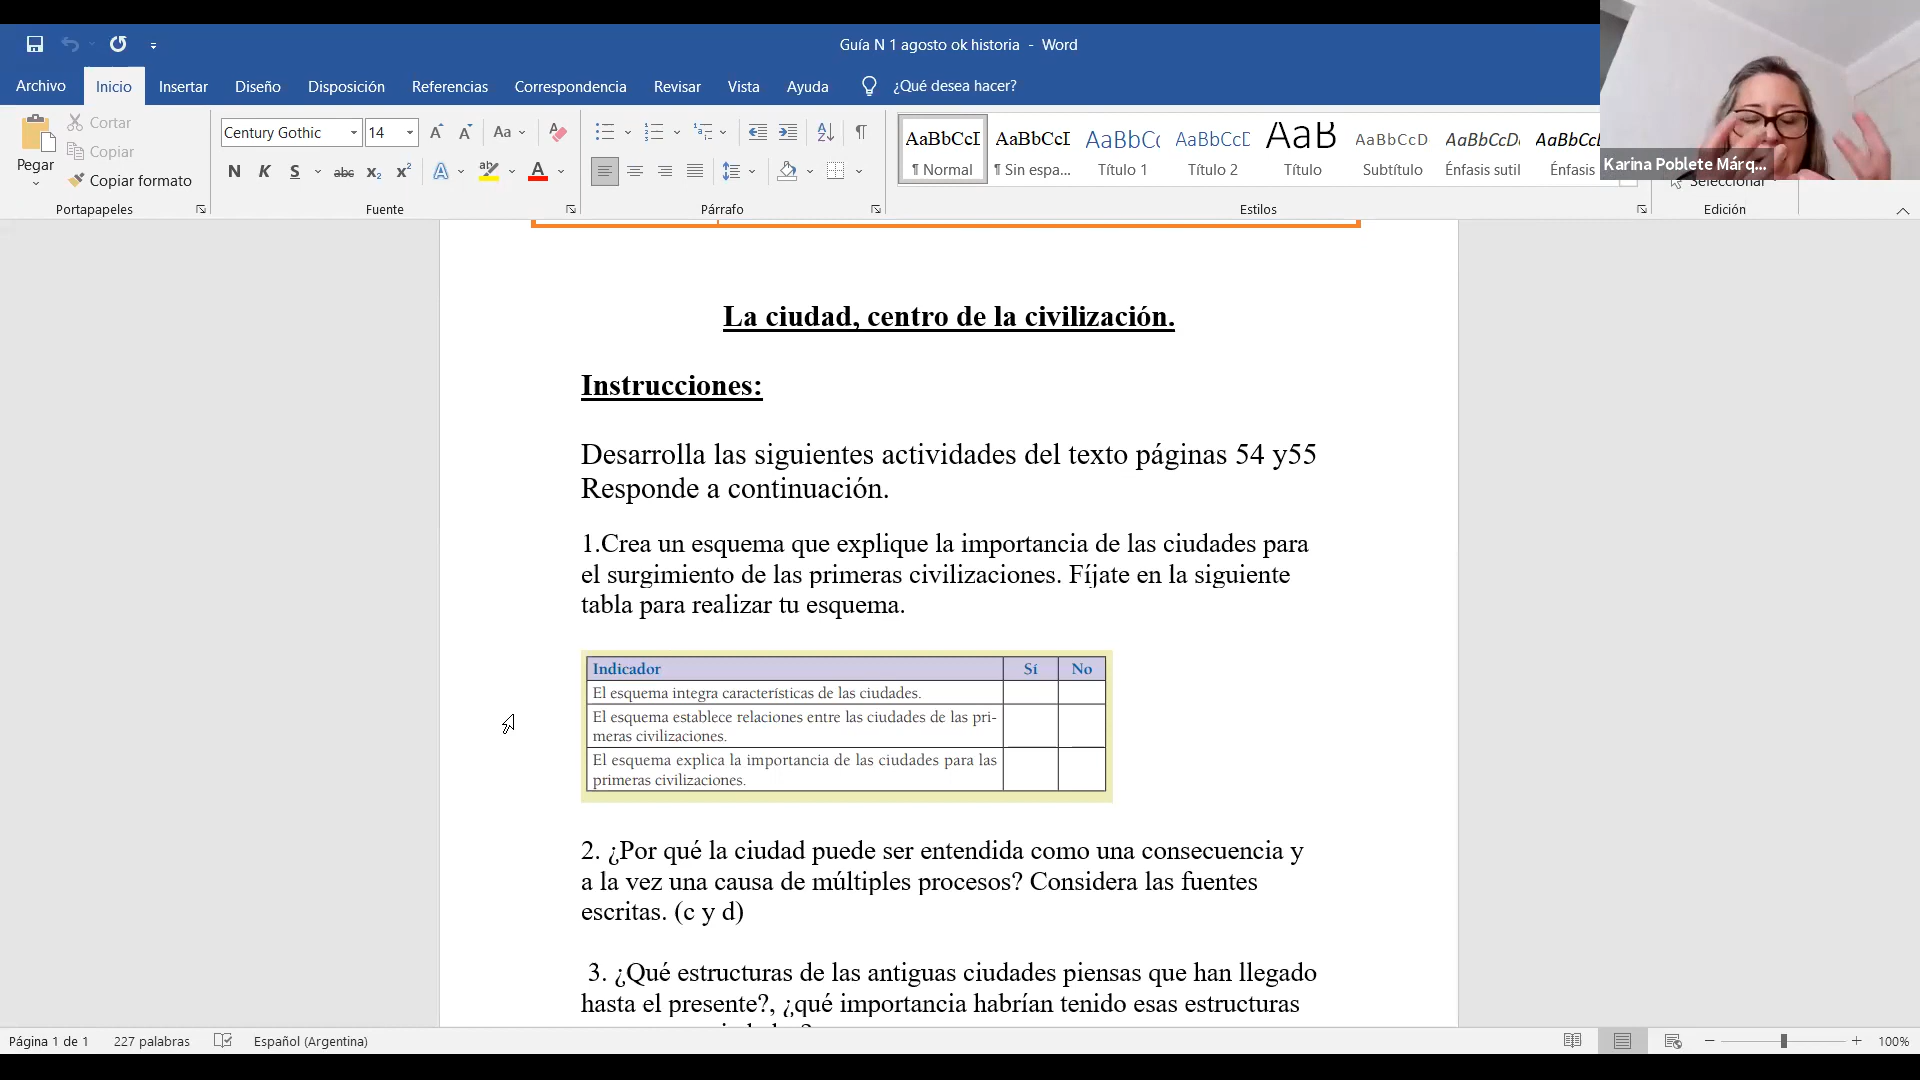 Guía N 1 agosto ok historia - Word
Archivo Inicio Insertar Diseño Disposición Referencias Correspondencia Revisar Vista Ayuda ¿Qué desea hacer?
Pegar
Cortar
Copiar
Copiar formato
Portapapeles
Century Gothic 14
Aa
N K S abc x₂ x² A A
Fuente
Párrafo
AaBbCcI AaBbCcI AaBbCc AaBbCcD AaB AaBbCcD AaBbCcD AaBbCcD
¶ Normal ¶ Sin espa... Título 1 Título 2 Título Subtítulo Énfasis sutil Énfasis
Estilos
Seleccionar
Edición
Karina Poblete Márq...
La ciudad, centro de la civilización.
Instrucciones:
Desarrolla las siguientes actividades del texto páginas 54 y55
Responde a continuación.
1.Crea un esquema que explique la importancia de las ciudades para
el surgimiento de las primeras civilizaciones. Fíjate en la siguiente
tabla para realizar tu esquema.
Indicador Sí No
El esquema integra características de las ciudades.
El esquema establece relaciones entre las ciudades de las pri-
meras civilizaciones.
El esquema explica la importancia de las ciudades para las
primeras civilizaciones.
2. ¿Por qué la ciudad puede ser entendida como una consecuencia y
a la vez una causa de múltiples procesos? Considera las fuentes
escritas. (c y d)
3. ¿Qué estructuras de las antiguas ciudades piensas que han llegado
hasta el presente?, ¿qué importancia habrían tenido esas estructuras
Página 1 de 1 227 palabras Español (Argentina) 100%